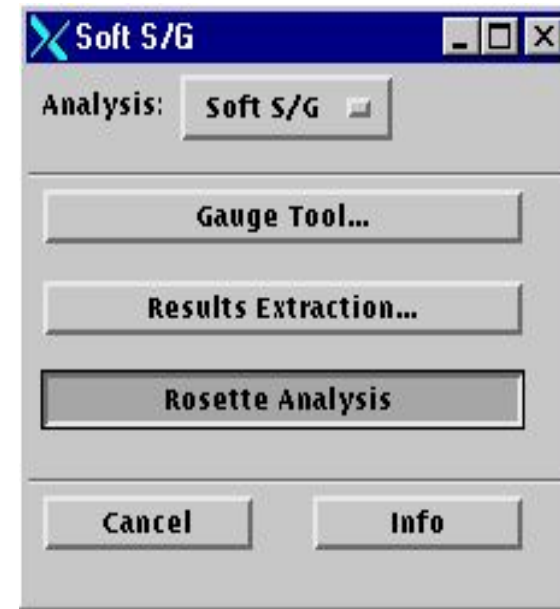 Soft S/G
Analysis: Soft S/G
Gauge Tool...
Results Extraction...
Rosette Analysis
Cancel Info